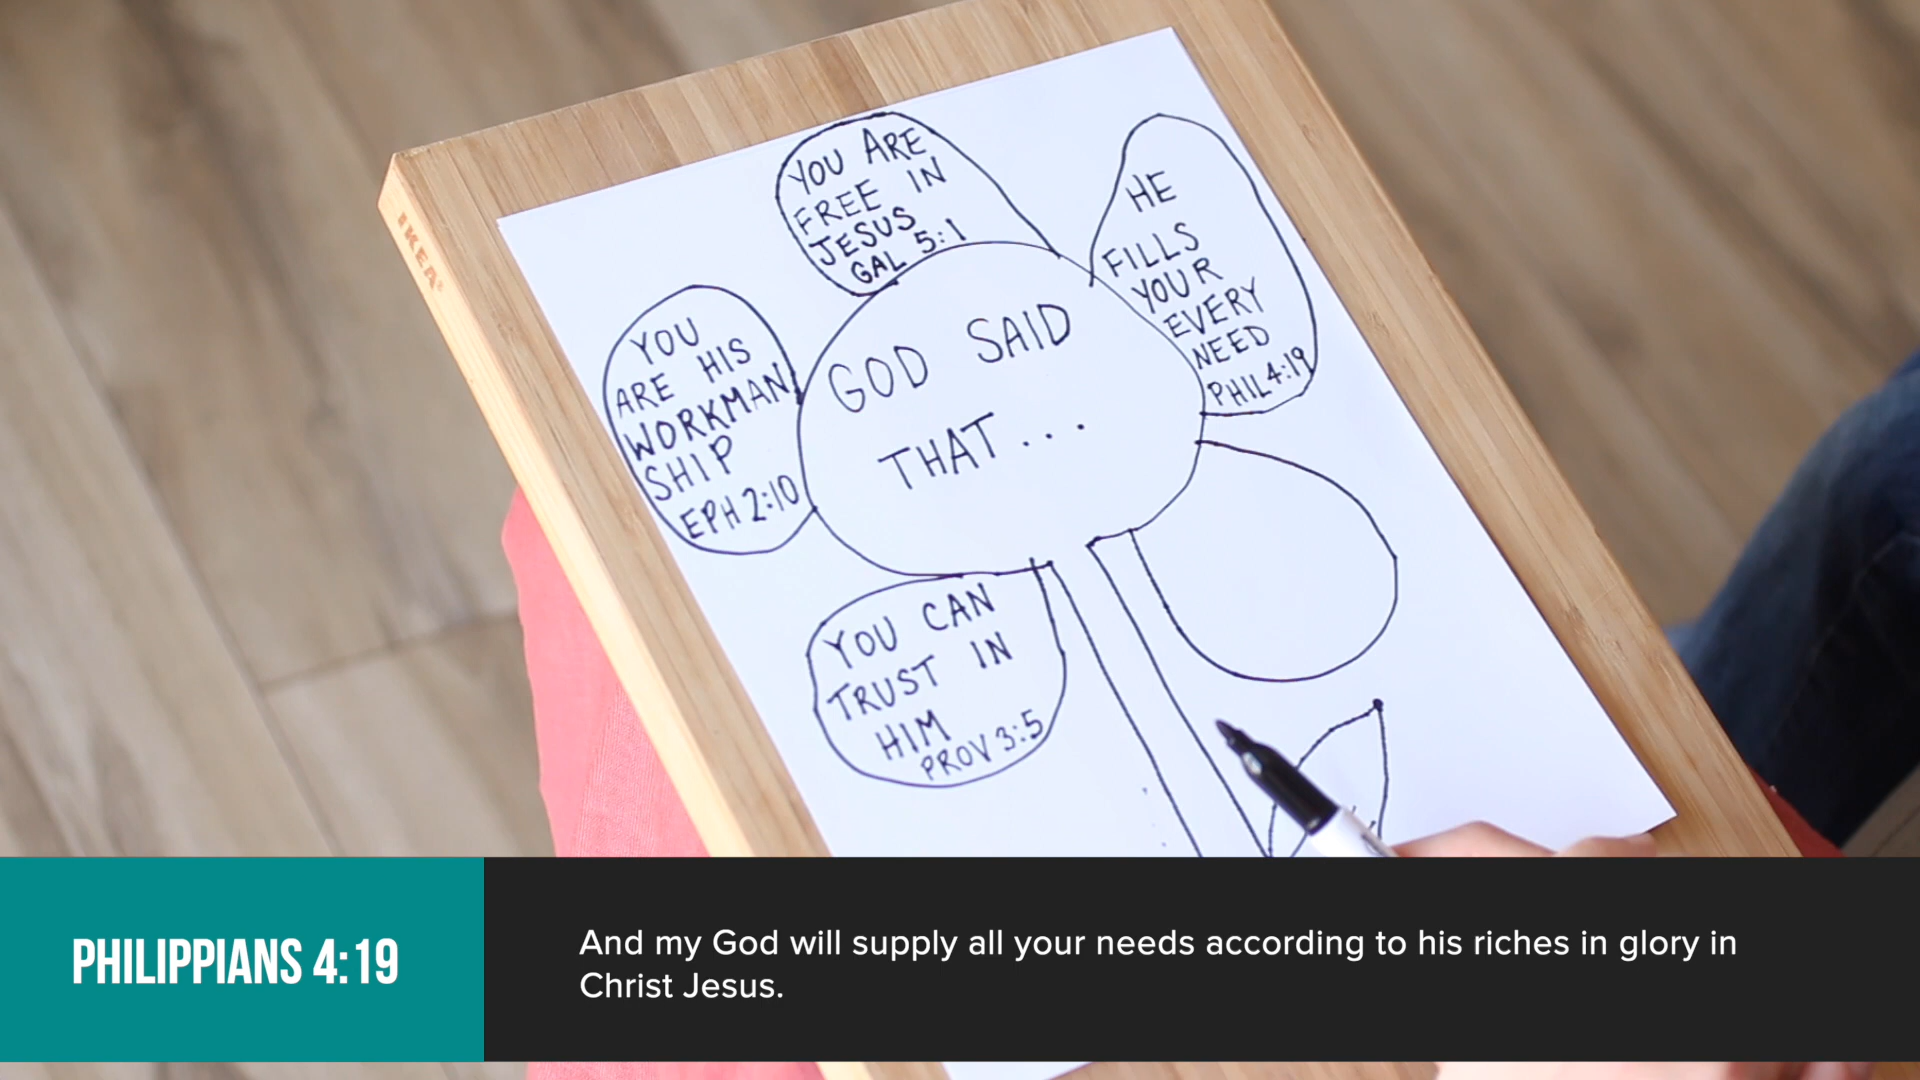 IKEA
YOU ARE
FREE IN
JESUS
GAL 5:1
HE
FILLS
YOUR
EVERY
NEED
PHIL 4:19
YOU
ARE HIS
WORKMAN
SHIP
EPH 2:10
GOD SAID
THAT...
YOU CAN
TRUST IN
HIM
PROV 3:5
PHILIPPIANS 4:19
And my God will supply all your needs according to his riches in glory in
Christ Jesus.